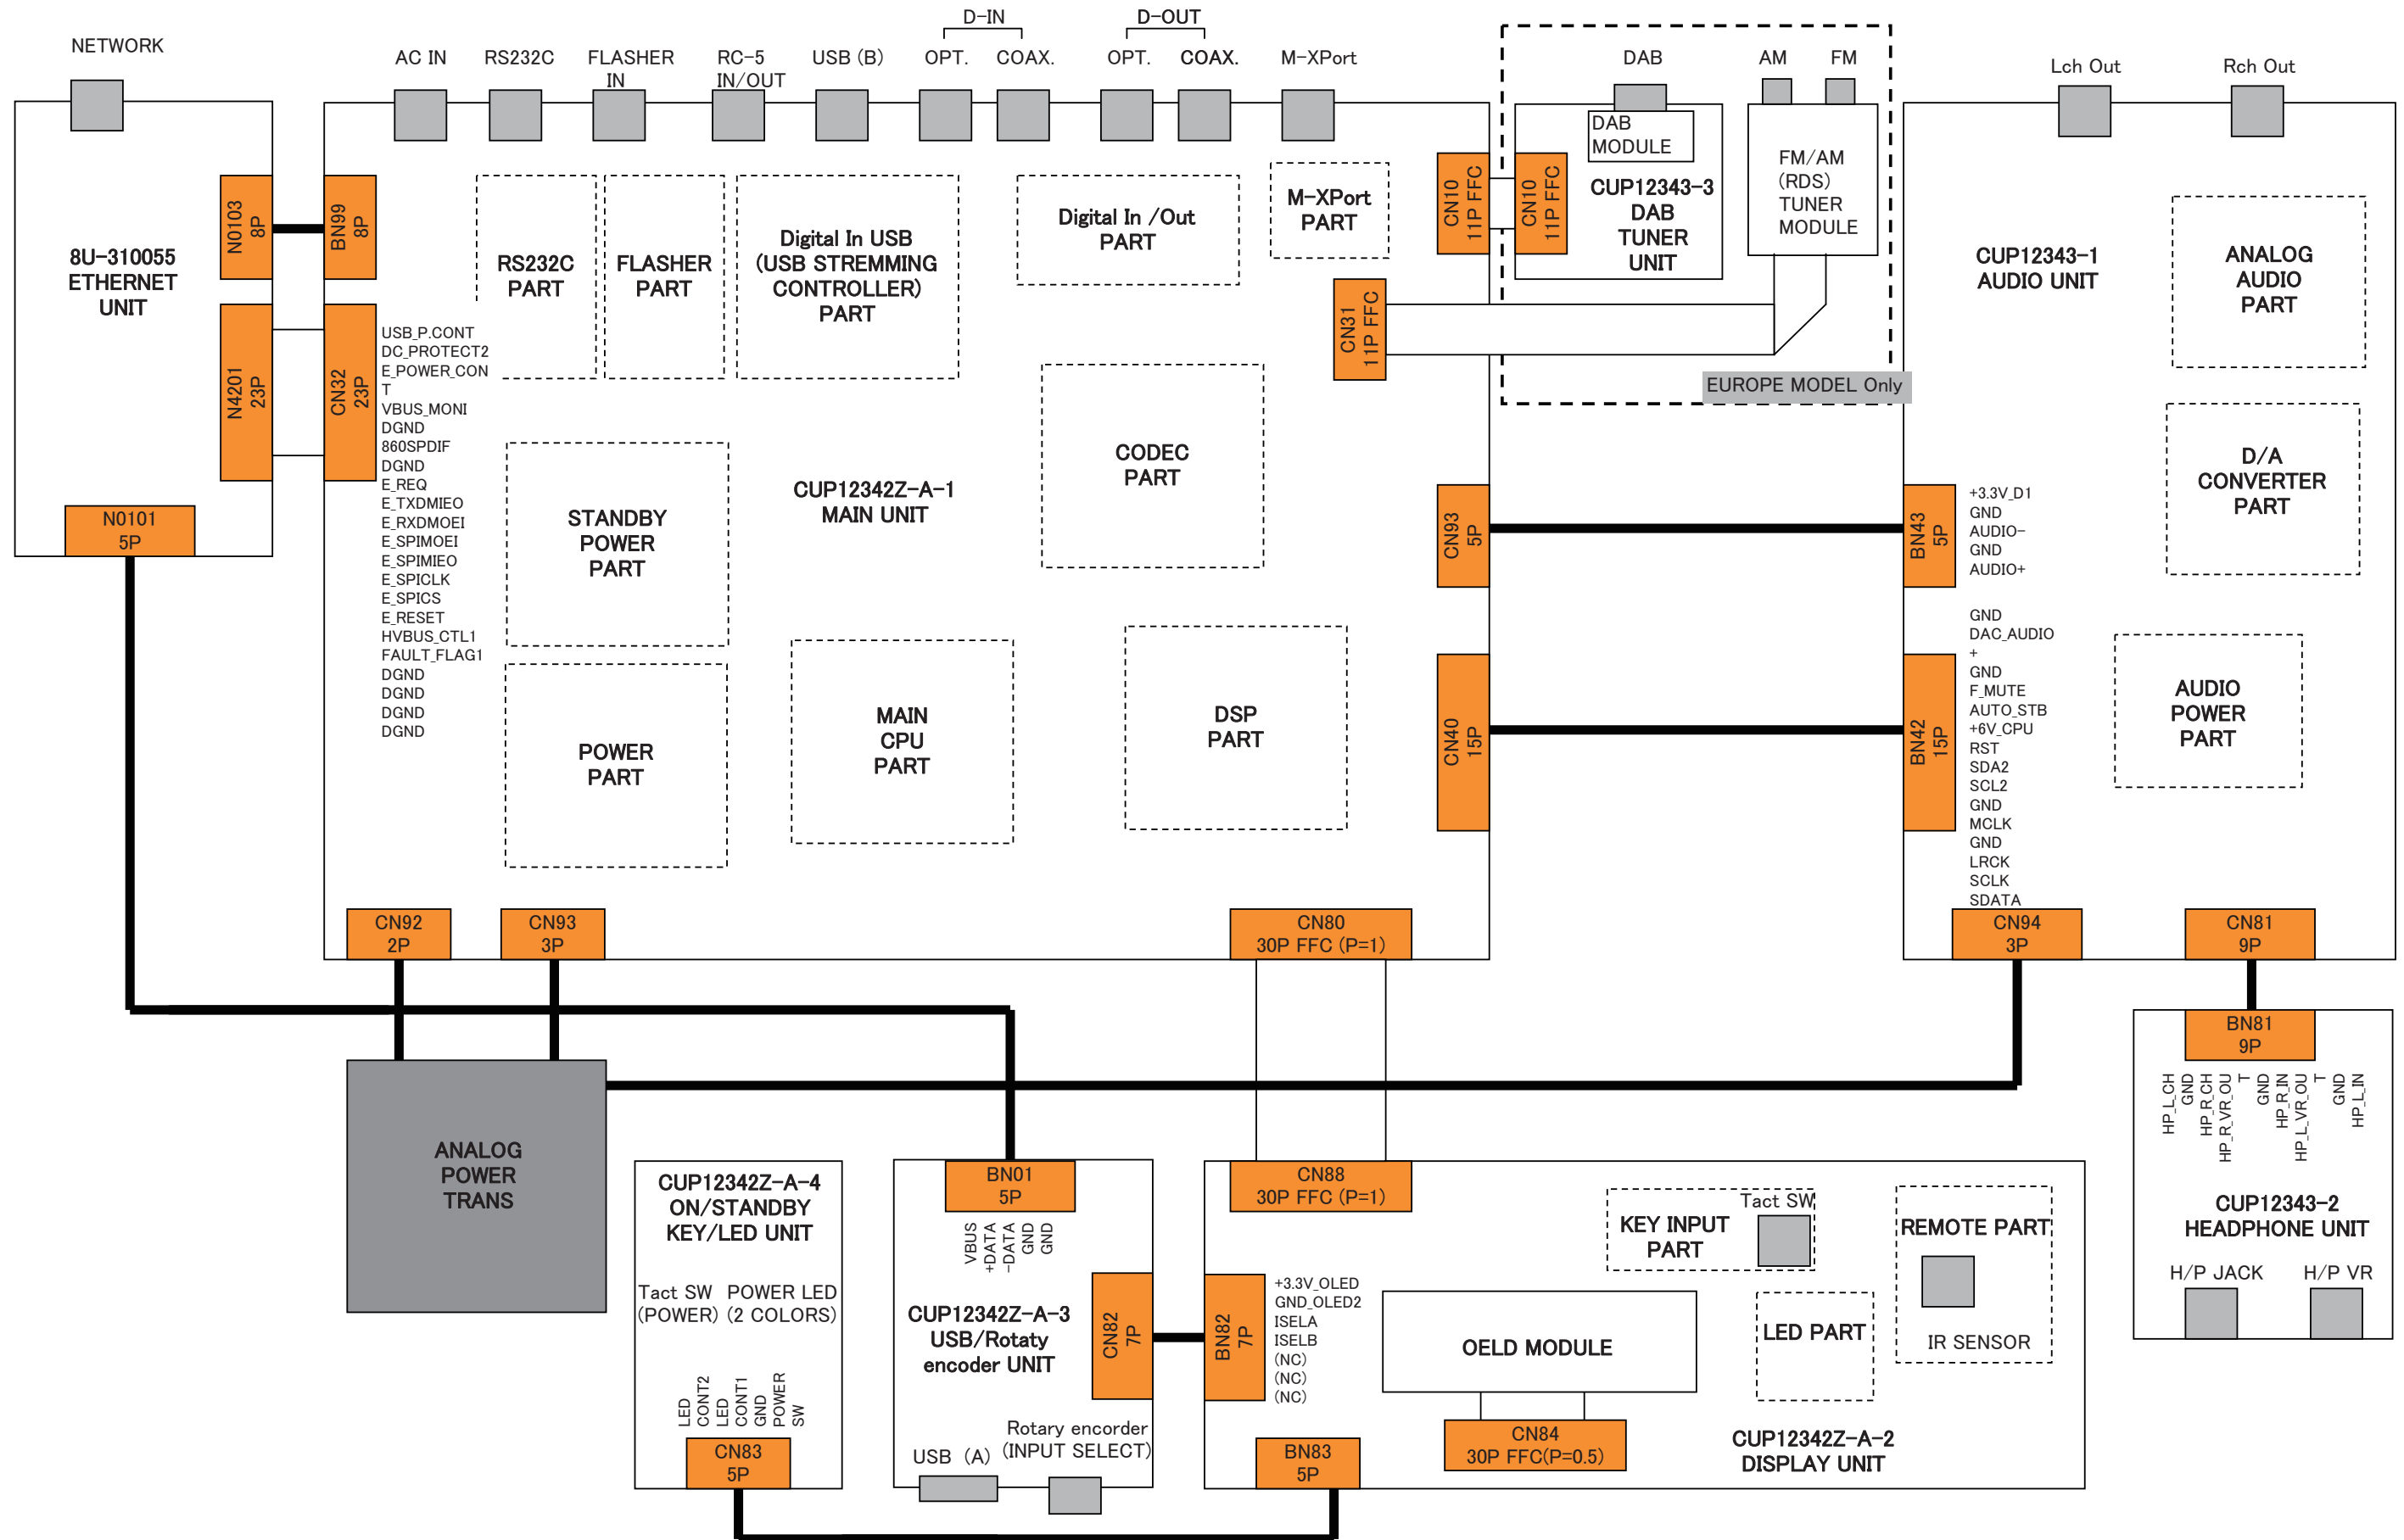 NETWORK
AC IN
RS232C
FLASHER
IN
RC-5
IN/OUT
USB (B)
D-IN
OPT.
COAX.
D-OUT
OPT.
COAX.
M-XPort
DAB
AM
FM
Lch Out
Rch Out
8U-310055
ETHERNET
UNIT
N0103
8P
N4201
23P
N0101
5P
BN99
8P
CN32
23P
USB_P.CONT
DC_PROTECT2
E_POWER_CON
T
VBUS_MONI
DGND
860SPDIF
DGND
E_REQ
E_TXDMIEO
E_RXDMOEI
E_SPIMOEI
E_SPIMIEO
E_SPICLK
E_SPICS
E_RESET
HVBUS_CTL1
FAULT_FLAG1
DGND
DGND
DGND
DGND
RS232C
PART
FLASHER
PART
Digital In USB
(USB STREMMING
CONTROLLER)
PART
Digital In /Out
PART
M-XPort
PART
CN10
11P FFC
CN31
11P FFC
CODEC
PART
CUP12342Z-A-1
MAIN UNIT
STANDBY
POWER
PART
POWER
PART
MAIN
CPU
PART
DSP
PART
CN93
5P
CN40
15P
CN92
2P
CN93
3P
CN80
30P FFC (P=1)
CN10
11P FFC
DAB
MODULE
CUP12343-3
DAB
TUNER
UNIT
FM/AM
(RDS)
TUNER
MODULE
EUROPE MODEL Only
CUP12343-1
AUDIO UNIT
ANALOG
AUDIO
PART
D/A
CONVERTER
PART
AUDIO
POWER
PART
BN43
5P
+3.3V_D1
GND
AUDIO-
GND
AUDIO+
BN42
15P
GND
DAC_AUDIO
+
GND
F_MUTE
AUTO_STB
+6V_CPU
RST
SDA2
SCL2
GND
MCLK
GND
LRCK
SCLK
SDATA
CN94
3P
CN81
9P
BN81
9P
HP_L_CH
GND
HP_R_CH
HP_R_VR_OU
T
GND
HP_R_IN
HP_L_VR_OU
T
GND
HP_L_IN
CUP12343-2
HEADPHONE UNIT
H/P JACK
H/P VR
ANALOG
POWER
TRANS
CUP12342Z-A-4
ON/STANDBY
KEY/LED UNIT
Tact SW
(POWER)
POWER LED
(2 COLORS)
LED
CONT2
LED
CONT1
GND
POWER
SW
CN83
5P
BN01
5P
VBUS
+DATA
-DATA
GND
GND
CUP12342Z-A-3
USB/Rotaty
encoder UNIT
CN82
7P
USB (A)
Rotary encorder
(INPUT SELECT)
CN88
30P FFC (P=1)
BN82
7P
+3.3V_OLED
GND_OLED2
ISELA
ISELB
(NC)
(NC)
(NC)
OELD MODULE
CN84
30P FFC(P=0.5)
BN83
5P
KEY INPUT
PART
Tact SW
REMOTE PART
IR SENSOR
LED PART
CUP12342Z-A-2
DISPLAY UNIT